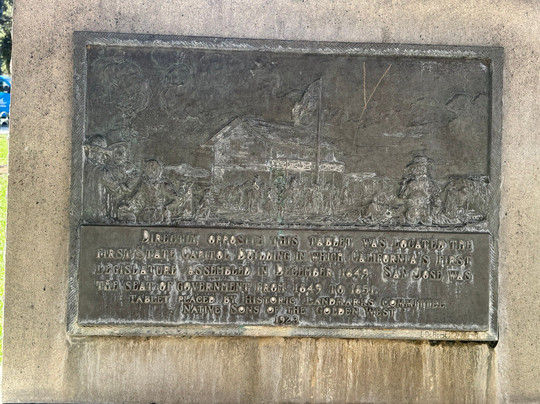 DIRECTLY OPPOSITE THIS TABLET WAS LOCATED THE
FIRST STATE CAPITOL BUILDING IN WHICH CALIFORNIA'S FIRST
LEGISLATURE ASSEMBLED IN DECEMBER 1849. SAN JOSE WAS
THE SEAT OF GOVERNMENT FROM 1849 TO 1851.
TABLET PLACED BY HISTORIC LANDMARKS COMMITTEE
NATIVE SONS OF THE GOLDEN WEST